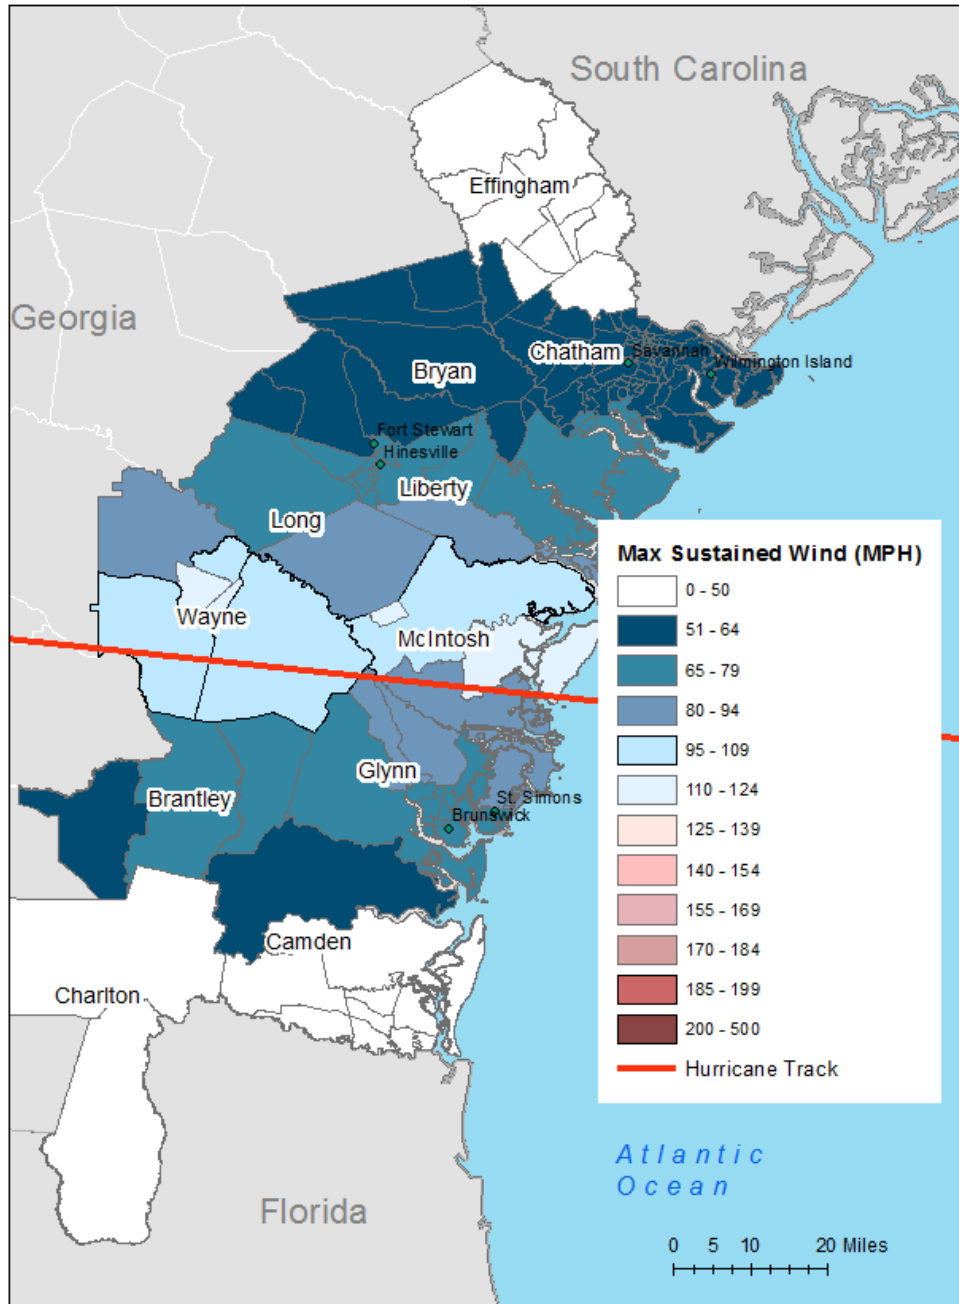 South Carolina
Effingham
Georgia
Chatham
Savannah
Wilmington Island
Bryan
Fort Stewart
Hinesville
Liberty
Long
Wayne
McIntosh
Glynn
Brantley
St. Simons
Brunswick
Camden
Charlton
Florida
Max Sustained Wind (MPH)
0 - 50
51 - 64
65 - 79
80 - 94
95 - 109
110 - 124
125 - 139
140 - 154
155 - 169
170 - 184
185 - 199
200 - 500
Hurricane Track
Atlantic
Ocean
0 5 10 20 Miles